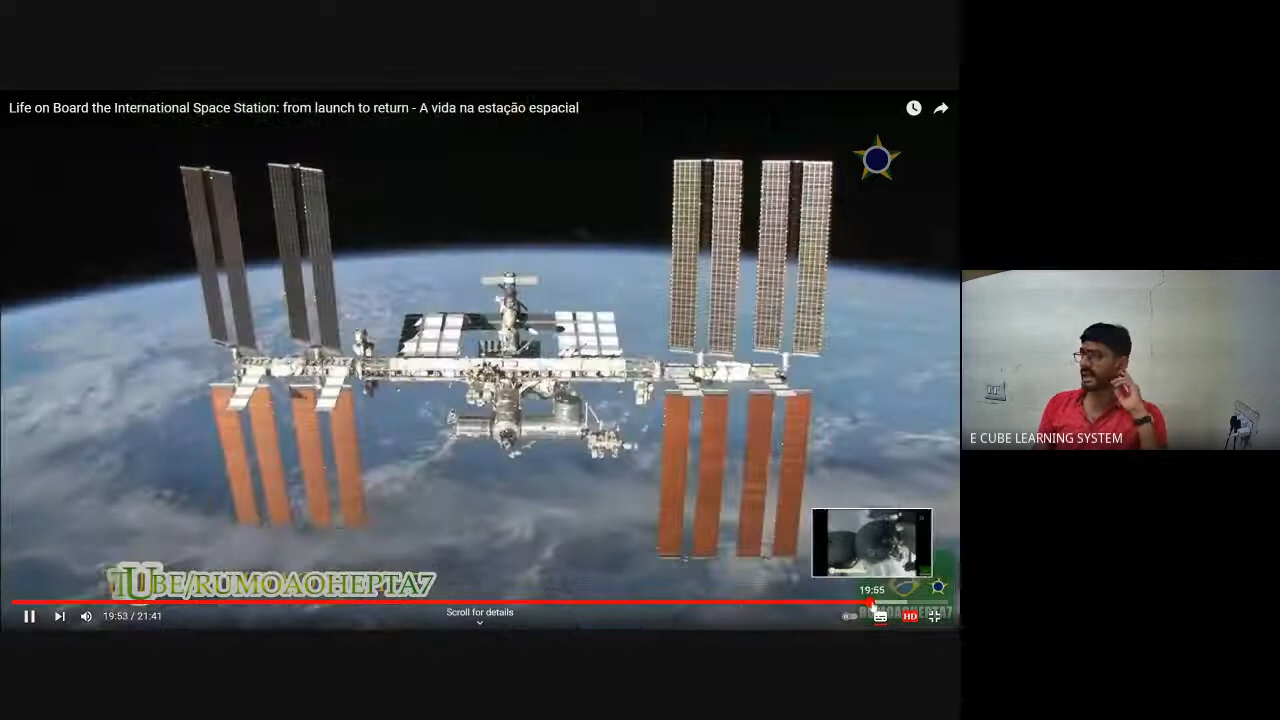 Life on Board the International Space Station: from launch to return - A vida na estação espacial
E CUBE LEARNING SYSTEM
TUBE/RUMOAOHEPTA7
19:55
19:53 / 21:41
Scroll for details
HD